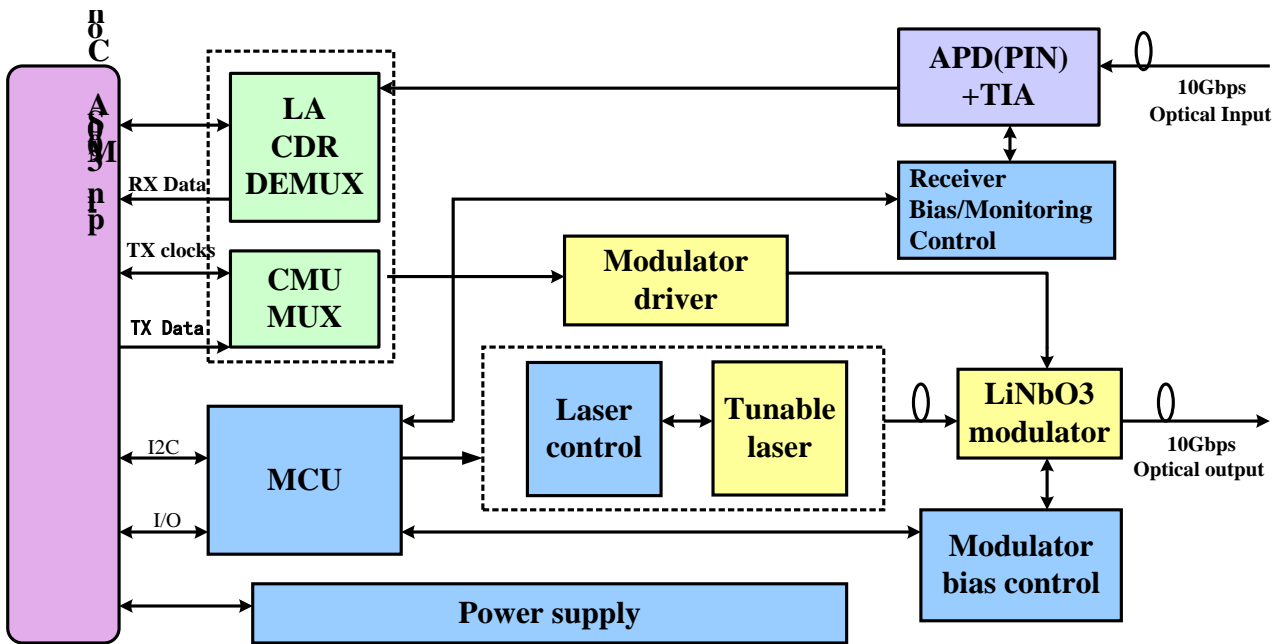 APD(PIN)
+TIA
10Gbps
Optical Input
LA
CDR
DEMUX
RX Data
Receiver
Bias/Monitoring
Control
TX clocks
CMU
MUX
Modulator
driver
TX Data
Laser
control
Tunable
laser
LiNbO3
modulator
10Gbps
Optical output
I2C
MCU
I/O
Modulator
bias control
Power supply